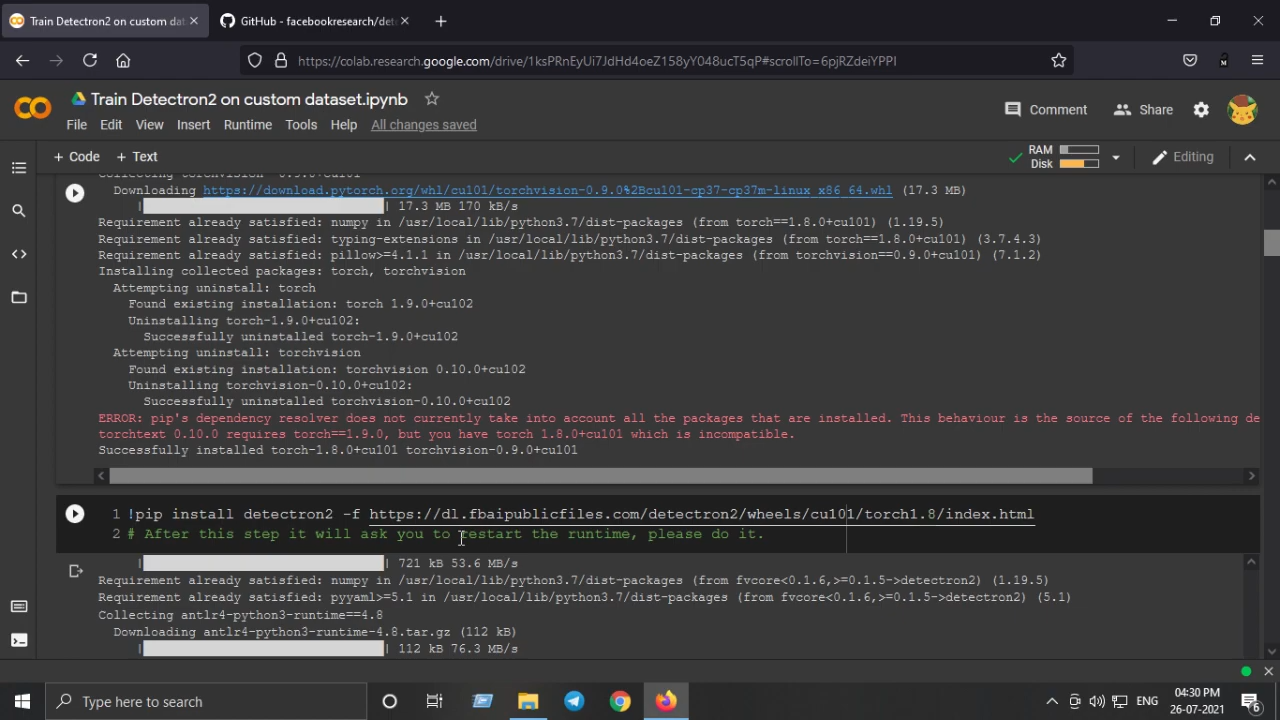 Train Detectron2 on custom dat
GitHub - facebookresearch/det
https://colab.research.google.com/drive/1ksPRnEyUi7JdHd4oeZ158yY048ucT5qP#scrollTo=6pjRZdeiYPPI
Train Detectron2 on custom dataset.ipynb
Comment
Share
File Edit View Insert Runtime Tools Help All changes saved
+ Code + Text
RAM
Disk
Editing
Collecting torchvision==0.9.0+cu101
Downloading https://download.pytorch.org/whl/cu101/torchvision-0.9.0%2Bcu101-cp37-cp37m-linux_x86_64.whl (17.3 MB)
| | 17.3 MB 170 kB/s
Requirement already satisfied: numpy in /usr/local/lib/python3.7/dist-packages (from torch==1.8.0+cu101) (1.19.5)
Requirement already satisfied: typing-extensions in /usr/local/lib/python3.7/dist-packages (from torch==1.8.0+cu101) (3.7.4.3)
Requirement already satisfied: pillow>=4.1.1 in /usr/local/lib/python3.7/dist-packages (from torchvision==0.9.0+cu101) (7.1.2)
Installing collected packages: torch, torchvision
Attempting uninstall: torch
Found existing installation: torch 1.9.0+cu102
Uninstalling torch-1.9.0+cu102:
Successfully uninstalled torch-1.9.0+cu102
Attempting uninstall: torchvision
Found existing installation: torchvision 0.10.0+cu102
Uninstalling torchvision-0.10.0+cu102:
Successfully uninstalled torchvision-0.10.0+cu102
ERROR: pip's dependency resolver does not currently take into account all the packages that are installed. This behaviour is the source of the following de
torchtext 0.10.0 requires torch==1.9.0, but you have torch 1.8.0+cu101 which is incompatible.
Successfully installed torch-1.8.0+cu101 torchvision-0.9.0+cu101
1 !pip install detectron2 -f https://dl.fbaipublicfiles.com/detectron2/wheels/cu101/torch1.8/index.html
2 # After this step it will ask you to restart the runtime, please do it.
| | 721 kB 53.6 MB/s
Requirement already satisfied: numpy in /usr/local/lib/python3.7/dist-packages (from fvcore<0.1.6,>=0.1.5->detectron2) (1.19.5)
Requirement already satisfied: pyyaml>=5.1 in /usr/local/lib/python3.7/dist-packages (from fvcore<0.1.6,>=0.1.5->detectron2) (5.1)
Collecting antlr4-python3-runtime==4.8
Downloading antlr4-python3-runtime-4.8.tar.gz (112 kB)
| | 112 kB 76.3 MB/s
Type here to search
ENG
04:30 PM
26-07-2021
6